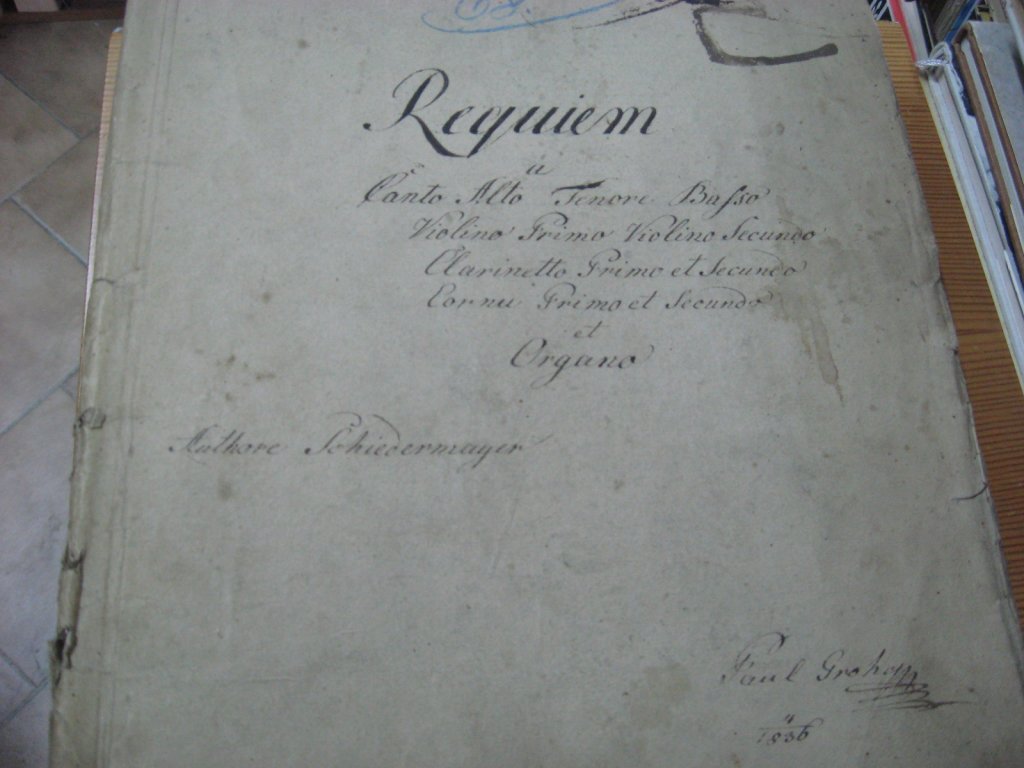 Requiem
a
Canto Alto Tenore Basso
Violino Primo Violino Secundo
Clarinetto Primo et Secundo
Cornu Primo et Secundo
et
Organo
Authore Schiedermayer
Paul
1836